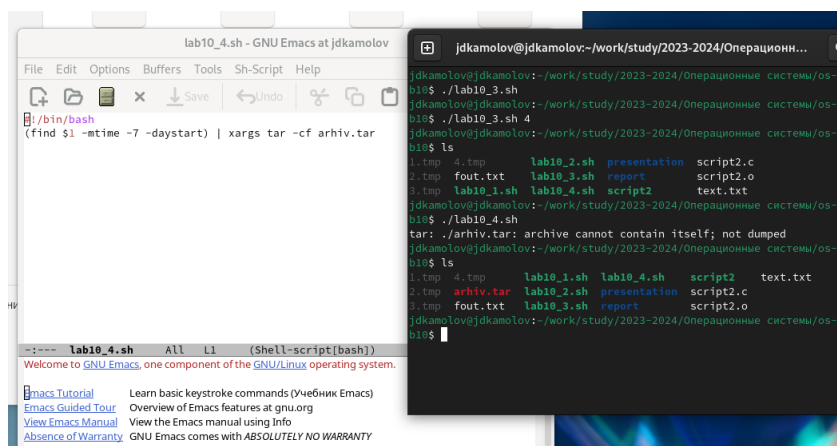 lab10_4.sh - GNU Emacs at jdkamolov
File Edit Options Buffers Tools Sh-Script Help
Save Undo
#!/bin/bash
(find $1 -mtime -7 -daystart) | xargs tar -cf arhiv.tar
-:--- lab10_4.sh All L1 (Shell-script[bash])
Welcome to GNU Emacs, one component of the GNU/Linux operating system.
Emacs Tutorial Learn basic keystroke commands (Учебник Emacs)
Emacs Guided Tour Overview of Emacs features at gnu.org
View Emacs Manual View the Emacs manual using Info
Absence of Warranty GNU Emacs comes with ABSOLUTELY NO WARRANTY
jdkamolov@jdkamolov:~/work/study/2023-2024/Операционн...
jdkamolov@jdkamolov:~/work/study/2023-2024/Операционные системы/os-
b10$ ./lab10_3.sh
jdkamolov@jdkamolov:~/work/study/2023-2024/Операционные системы/os-
b10$ ./lab10_3.sh 4
jdkamolov@jdkamolov:~/work/study/2023-2024/Операционные системы/os-
b10$ ls
1.tmp 4.tmp lab10_2.sh presentation script2.c
2.tmp fout.txt lab10_3.sh report script2.o
3.tmp lab10_1.sh lab10_4.sh script2 text.txt
jdkamolov@jdkamolov:~/work/study/2023-2024/Операционные системы/os-
b10$ ./lab10_4.sh
tar: ./arhiv.tar: archive cannot contain itself; not dumped
jdkamolov@jdkamolov:~/work/study/2023-2024/Операционные системы/os-
b10$ ls
1.tmp 4.tmp lab10_1.sh lab10_4.sh script2 text.txt
2.tmp arhiv.tar lab10_2.sh presentation script2.c
3.tmp fout.txt lab10_3.sh report script2.o
jdkamolov@jdkamolov:~/work/study/2023-2024/Операционные системы/os-
b10$